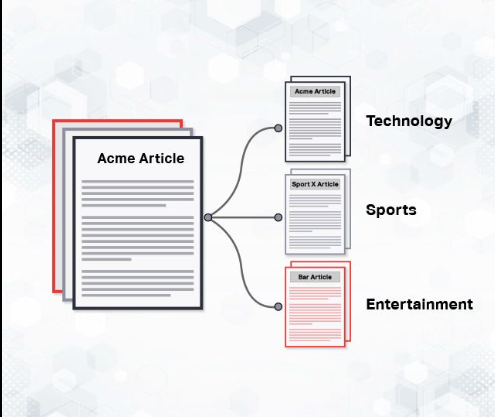 Acme Article
Acme Article
Technology
Sport X Article
Sports
Bar Article
Entertainment